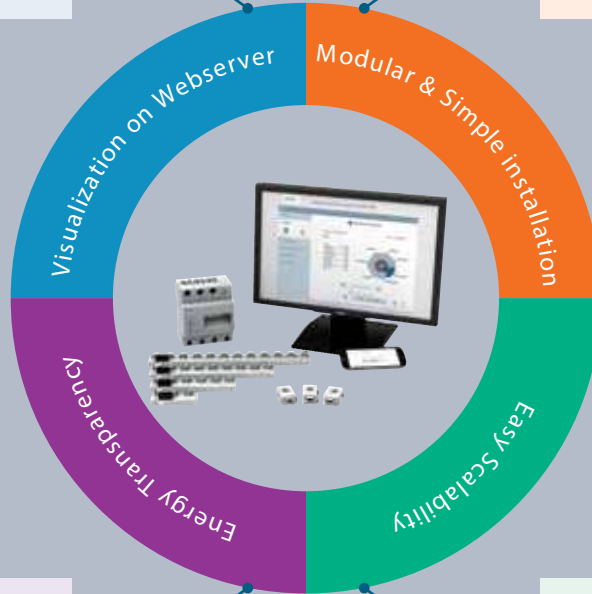 Visualization on Webserver
Modular & Simple installation
Energy Transparency
Easy Scalability